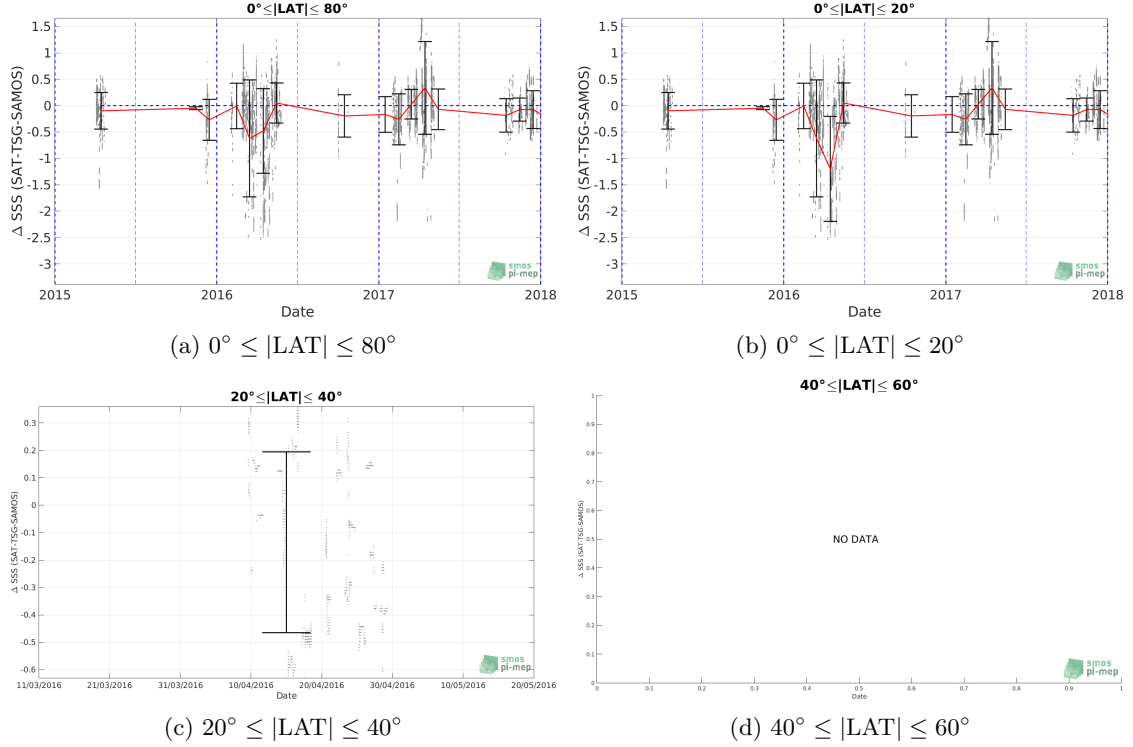 0°≤|LAT|≤ 80°
1.5
1
0.5
0
-0.5
-1
-1.5
-2
-2.5
-3
Δ SSS (SAT-TSG-SAMOS)
smos
pi-mep
2015 2016 2017 2018
Date
(a) 0° ≤ |LAT| ≤ 80°
0°≤|LAT|≤ 20°
1.5
1
0.5
0
-0.5
-1
-1.5
-2
-2.5
-3
Δ SSS (SAT-TSG-SAMOS)
smos
pi-mep
2015 2016 2017 2018
Date
(b) 0° ≤ |LAT| ≤ 20°
20°≤|LAT|≤ 40°
0.3
0.2
0.1
0
-0.1
-0.2
-0.3
-0.4
-0.5
-0.6
Δ SSS (SAT-TSG-SAMOS)
smos
pi-mep
11/03/2016 21/03/2016 31/03/2016 10/04/2016 20/04/2016 30/04/2016 10/05/2016 20/05/2016
Date
(c) 20° ≤ |LAT| ≤ 40°
40°≤|LAT|≤ 60°
1
0.9
0.8
0.7
0.6
0.5
0.4
0.3
0.2
0.1
0
Δ SSS (SAT-TSG-SAMOS)
NO DATA
smos
pi-mep
0 0.1 0.2 0.3 0.4 0.5 0.6 0.7 0.8 0.9 1
Date
(d) 40° ≤ |LAT| ≤ 60°